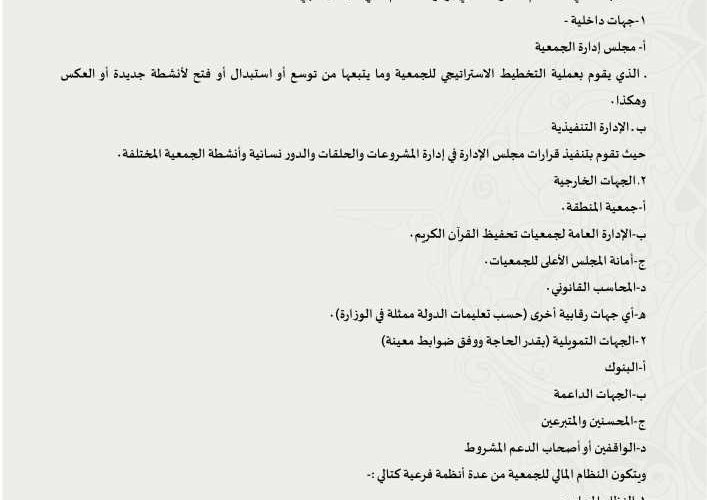 ١-جهات داخلية -
أ- مجلس إدارة الجمعية
. الذي يقوم بعملية التخطيط الاستراتيجي للجمعية وما يتبعها من توسع أو استبدال أو فتح لأنشطة جديدة أو العكس
وهكذا.
ب. الإدارة التنفيذية
حيث تقوم بتنفيذ قرارات مجلس الإدارة في إدارة المشروعات والحلقات والدور نسانية وأنشطة الجمعية المختلفة.
٢. الجهات الخارجية
أ-جمعية المنطقة.
ب-الإدارة العامة لجمعيات تحفيظ القرآن الكريم.
ج-أمانة المجلس الأعلى للجمعيات.
د-المحاسب القانوني.
ه-أي جهات رقابية أخرى (حسب تعليمات الدولة ممثلة في الوزارة).
٢-الجهات التمويلية (بقدر الحاجة ووفق ضوابط معينة)
أ-البنوك
ب-الجهات الداعمة
ج-المحسنين والمتبرعين
د-الواقفين أو أصحاب الدعم المشروط
ويتكون النظام المالي للجمعية من عدة أنظمة فرعية كتالي :-